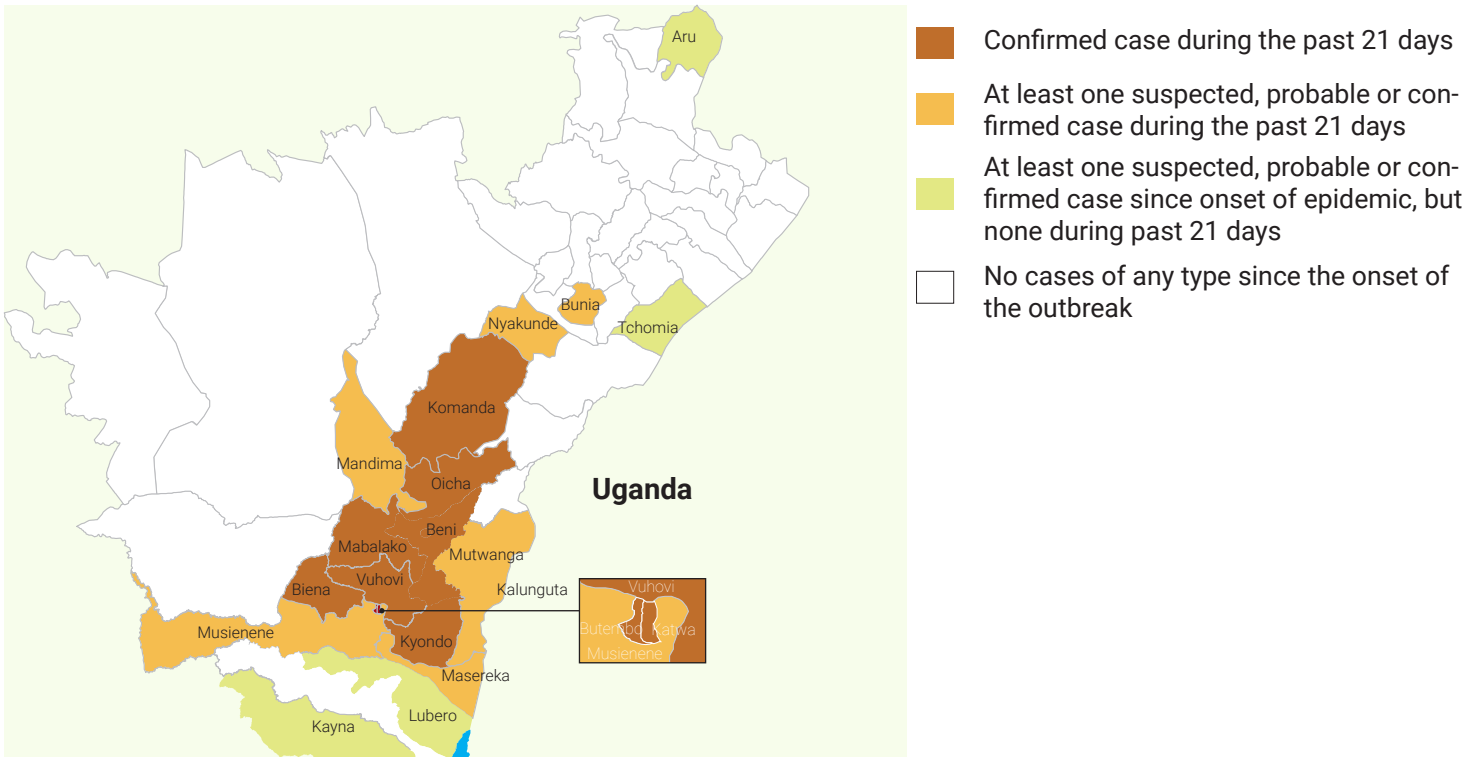 Aru
Bunia
Nyakunde
Tchomia
Komanda
Mandima
Oicha
Uganda
Beni
Mabalako
Mutwanga
Vuhovi
Biena
Kalunguta
Musienene
Kyondo
Masereka
Lubero
Kayna
Vuhovi
Butembo
Katwa
Musienene
Confirmed case during the past 21 days
At least one suspected, probable or con-
firmed case during the past 21 days
At least one suspected, probable or con-
firmed case since onset of epidemic, but
none during past 21 days
No cases of any type since the onset of
the outbreak